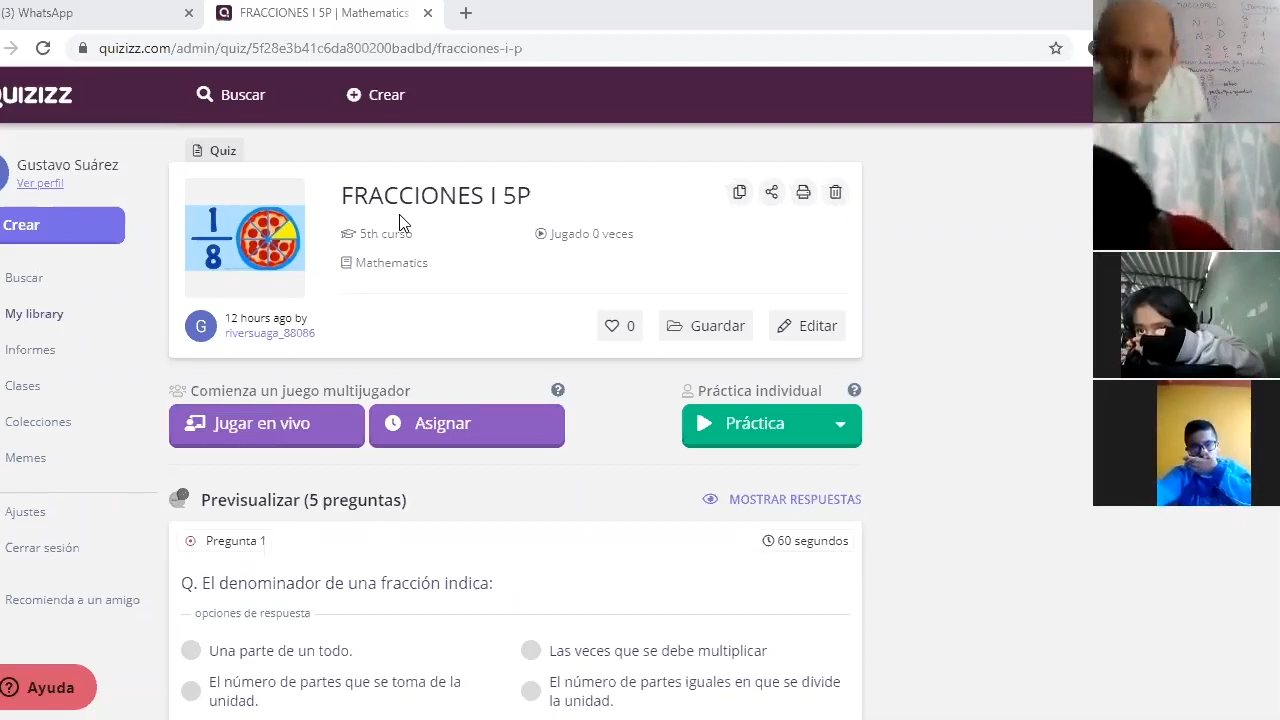 (3) WhatsApp
FRACCIONES I 5P | Mathematics
quizizz.com/admin/quiz/5f28e3b41c6da800200badbd/fracciones-i-p
UIZIZZ
Buscar
Crear
Gustavo Suárez
Ver perfil
Crear
Buscar
My library
Informes
Clases
Colecciones
Memes
Ajustes
Cerrar sesión
Recomienda a un amigo
Ayuda
Quiz
1
8
FRACCIONES I 5P
5th curso
Jugado 0 veces
Mathematics
G
12 hours ago by
riversuaga_88086
0
Guardar
Editar
Comienza un juego multijugador
Práctica individual
Jugar en vivo
Asignar
Práctica
Previsualizar (5 preguntas)
MOSTRAR RESPUESTAS
Pregunta 1
60 segundos
Q. El denominador de una fracción indica:
opciones de respuesta
Una parte de un todo.
Las veces que se debe multiplicar
El número de partes que se toma de la
unidad.
El número de partes iguales en que se divide
la unidad.